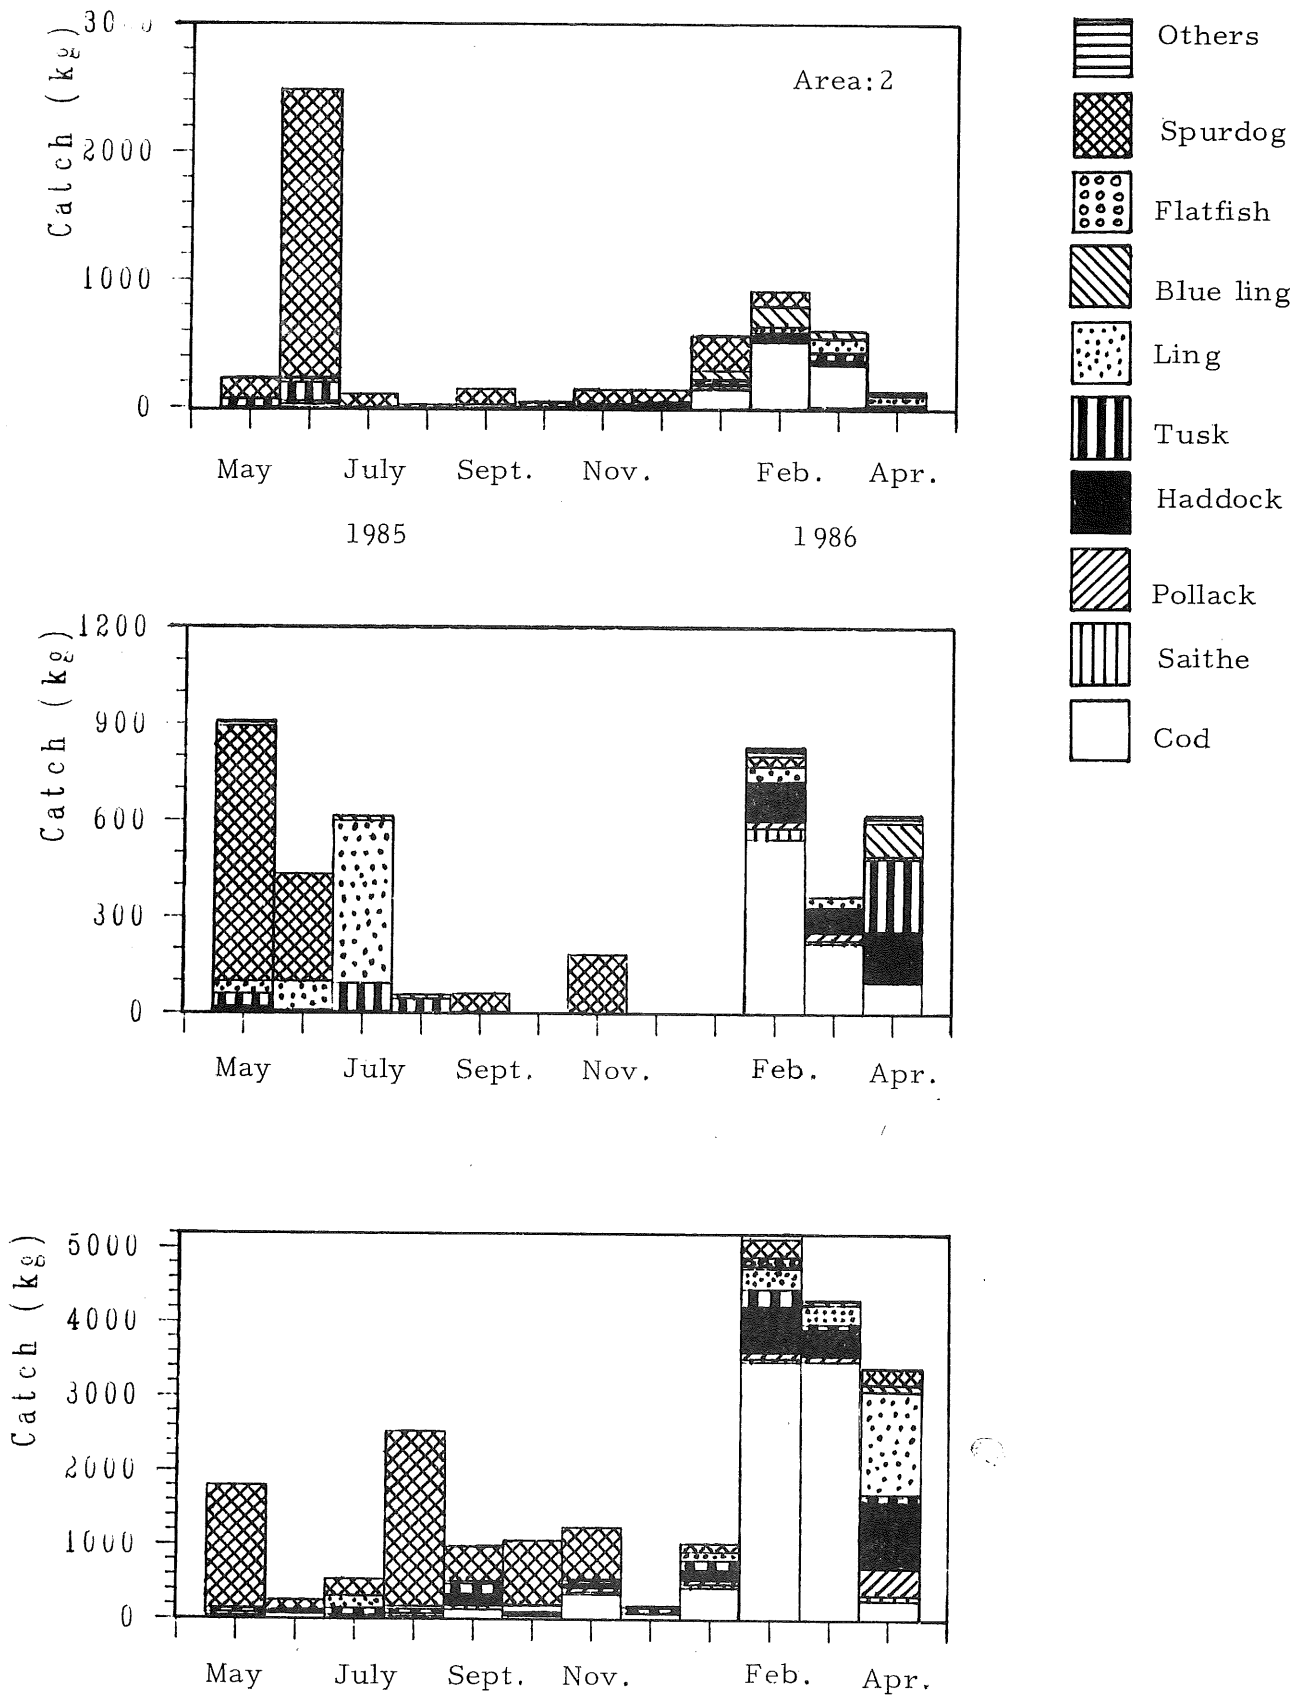 Catch (kg)
Area:2
2000
1000
0
May July Sept. Nov. Feb. Apr.
1985 1986
Others
Spurdog
Flatfish
Blue ling
Ling
Tusk
Haddock
Pollack
Saithe
Cod
Catch (kg)
1200
900
600
300
0
May July Sept. Nov. Feb. Apr.
Catch (kg)
5000
4000
3000
2000
1000
0
May July Sept. Nov. Feb. Apr.